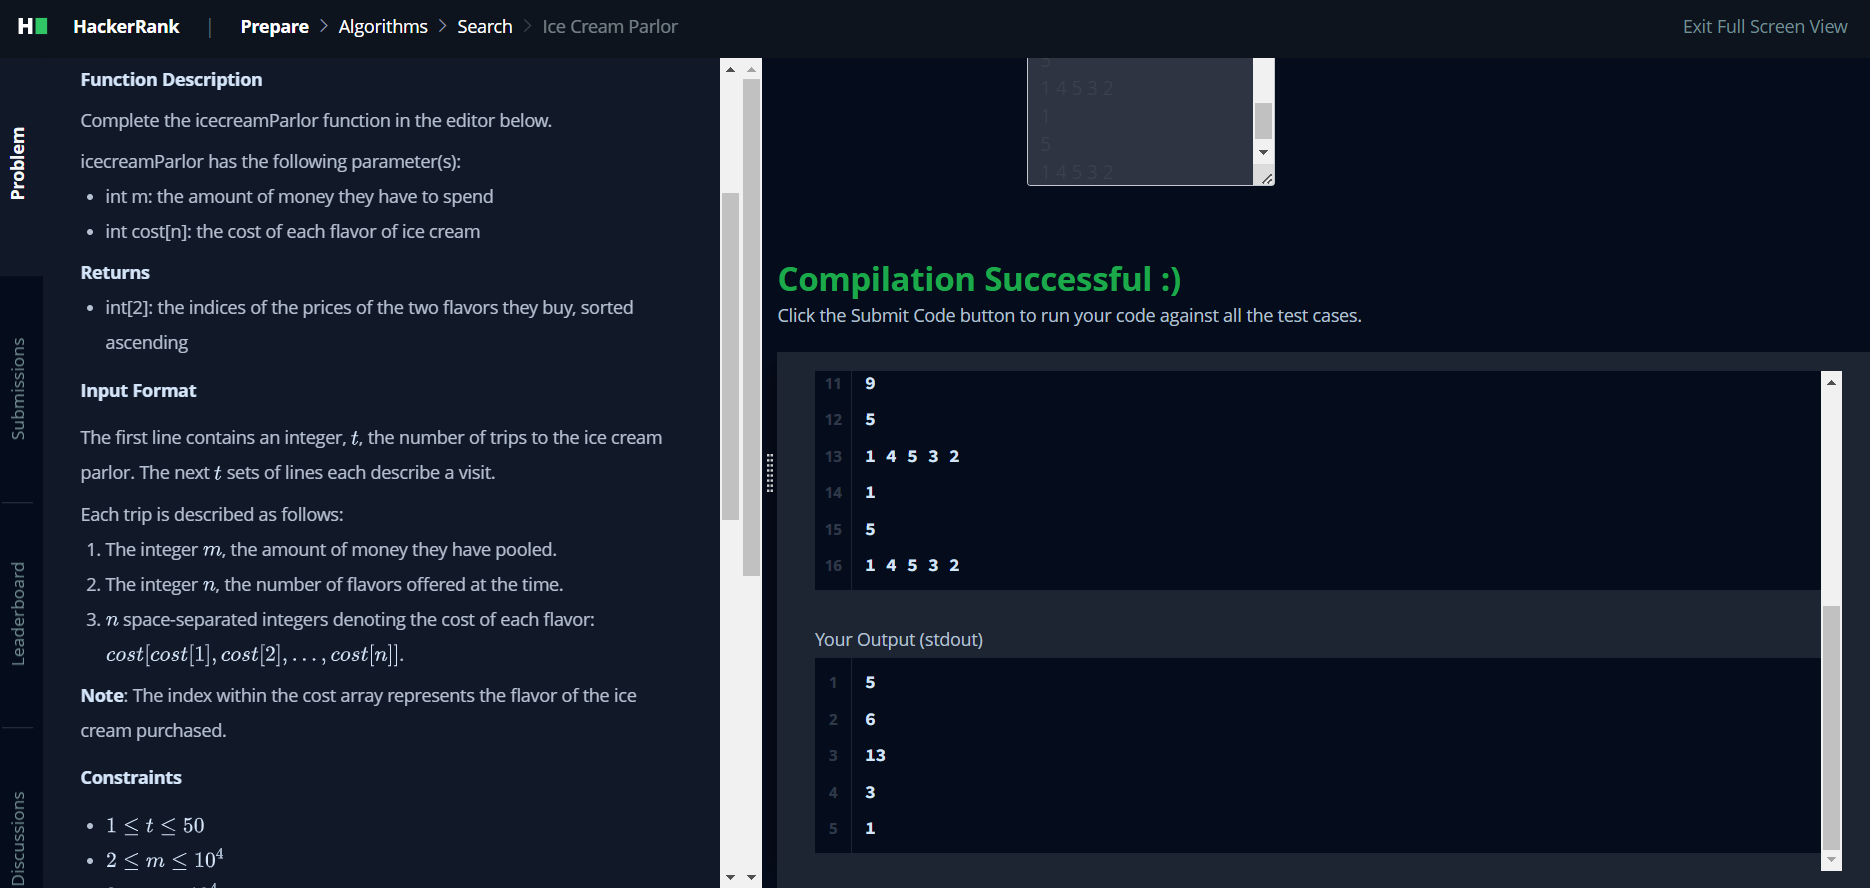 HackerRank | Prepare > Algorithms > Search > Ice Cream Parlor
Exit Full Screen View
Problem
Submissions
Leaderboard
Discussions
Function Description
Complete the icecreamParlor function in the editor below.
icecreamParlor has the following parameter(s):
• int m: the amount of money they have to spend
• int cost[n]: the cost of each flavor of ice cream
Returns
• int[2]: the indices of the prices of the two flavors they buy, sorted
ascending
Input Format
The first line contains an integer, t, the number of trips to the ice cream
parlor. The next t sets of lines each describe a visit.
Each trip is described as follows:
1. The integer m, the amount of money they have pooled.
2. The integer n, the number of flavors offered at the time.
3. n space-separated integers denoting the cost of each flavor:
cost[cost[1], cost[2], . . . , cost[n]].
Note: The index within the cost array represents the flavor of the ice
cream purchased.
Constraints
• 1 ≤ t ≤ 50
• 2 ≤ m ≤ 10⁴
5
1 4 5 3 2
1
5
1 4 5 3 2
Compilation Successful :)
Click the Submit Code button to run your code against all the test cases.
11 9
12 5
13 1 4 5 3 2
14 1
15 5
16 1 4 5 3 2
Your Output (stdout)
1 5
2 6
3 13
4 3
5 1